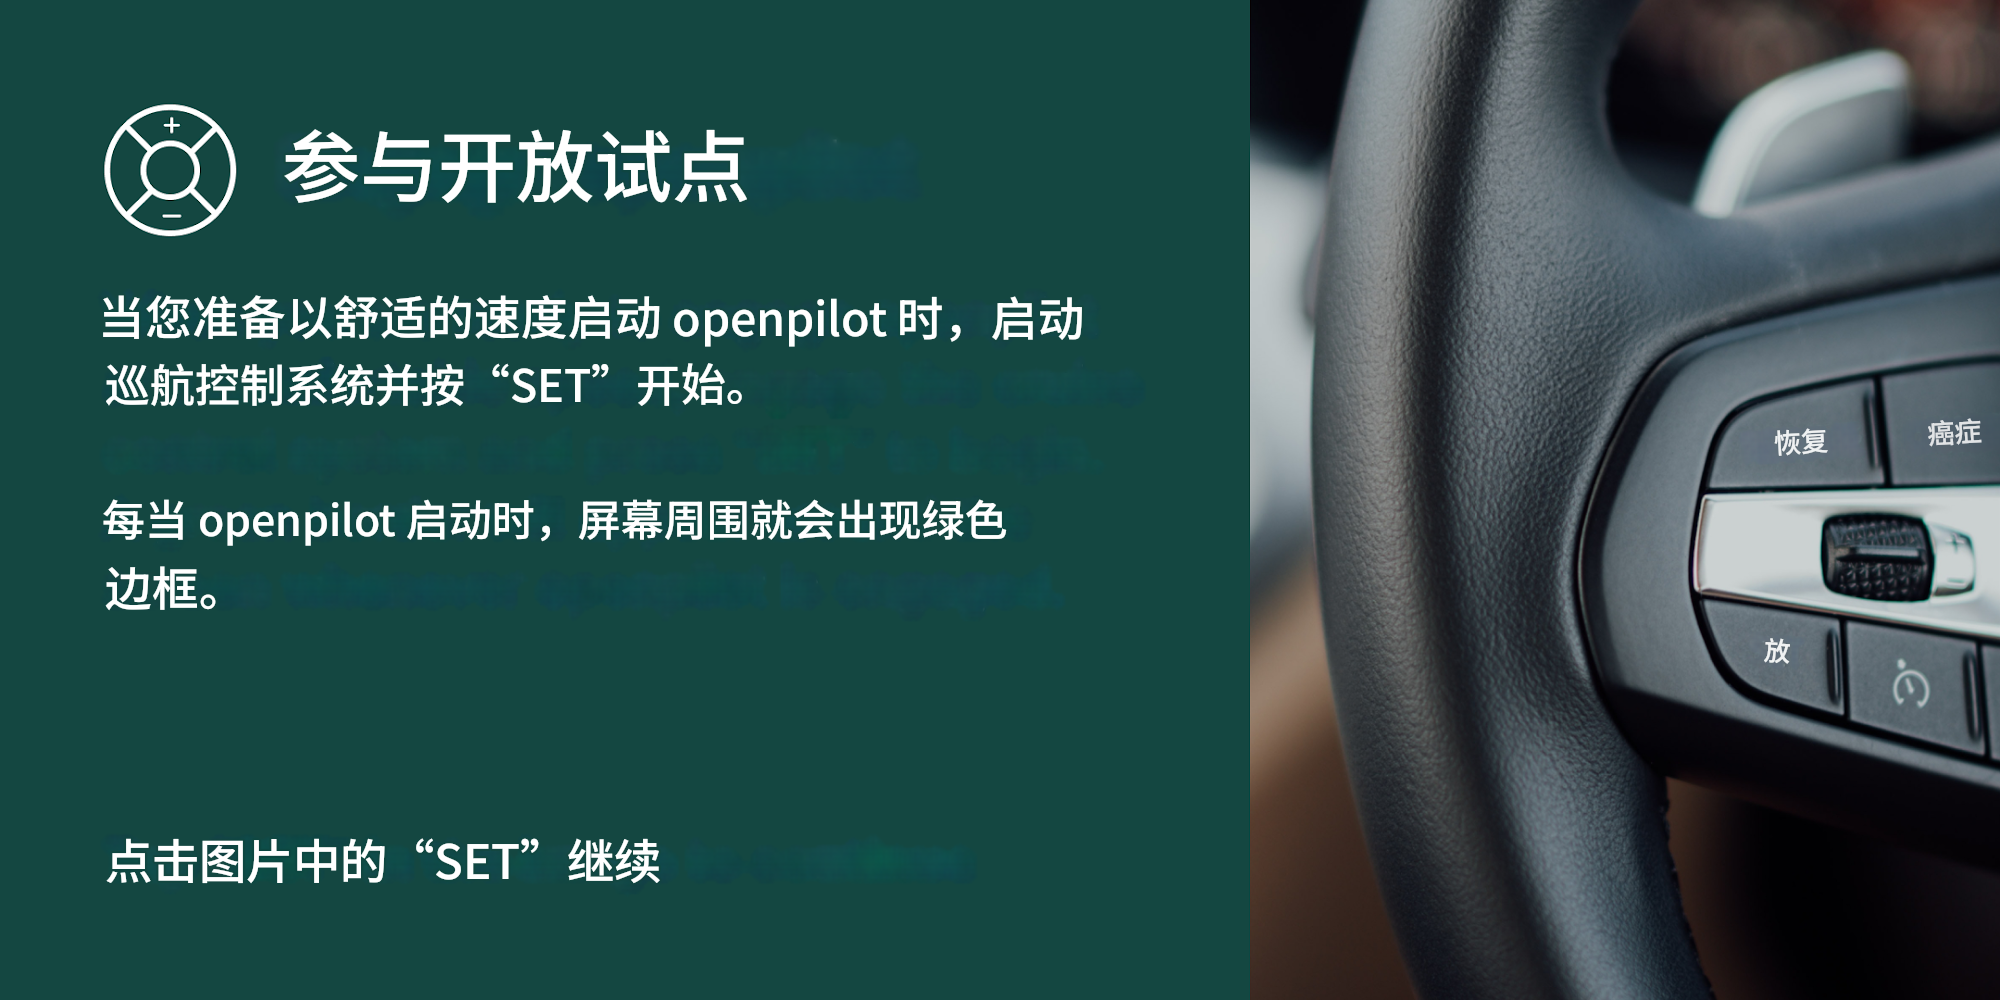 参与开放试点
当您准备以舒适的速度启动 openpilot 时，启动
巡航控制系统并按“SET”开始。
每当 openpilot 启动时，屏幕周围就会出现绿色
边框。
点击图片中的“SET”继续
恢复
癌症
放